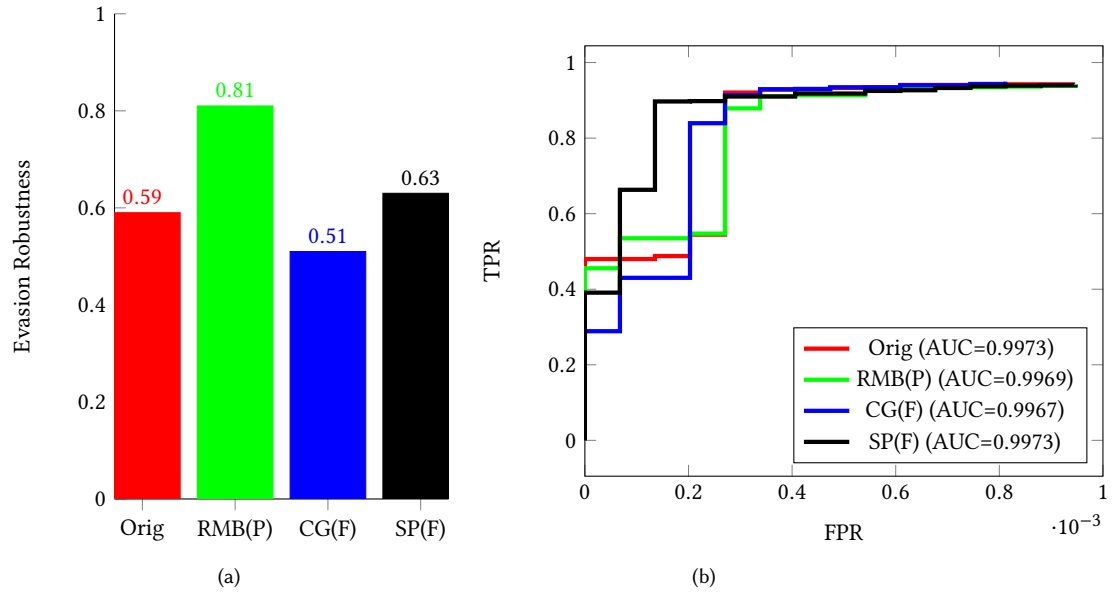 Evasion Robustness
1
0.8
0.6
0.4
0.2
0
0.59
0.81
0.51
0.63
Orig
RMB(P)
CG(F)
SP(F)
(a)
TPR
1
0.8
0.6
0.4
0.2
0
Orig (AUC=0.9973)
RMB(P) (AUC=0.9969)
CG(F) (AUC=0.9967)
SP(F) (AUC=0.9973)
0
0.2
0.4
0.6
0.8
1
·10⁻³
FPR
(b)